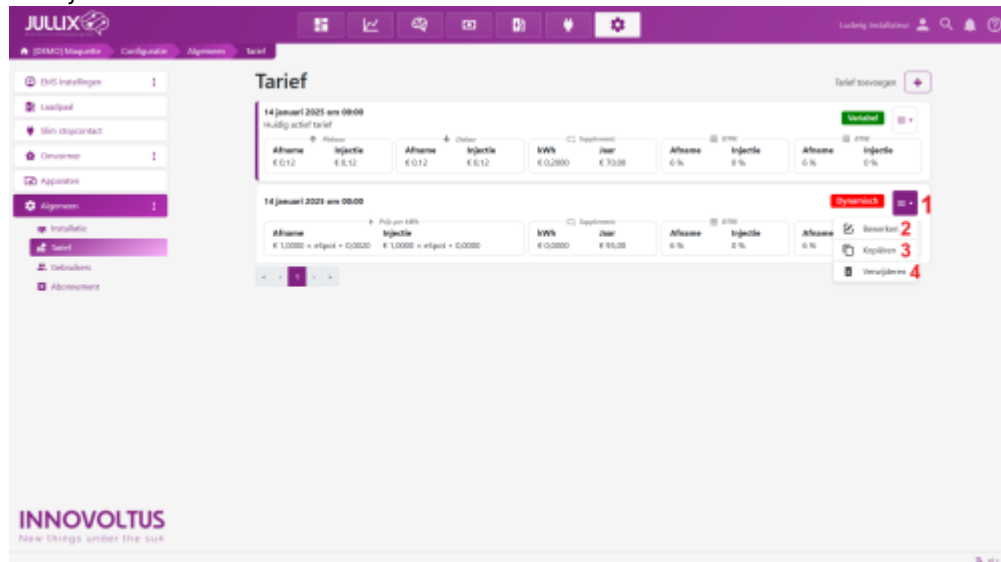 JULLIX
Ludwig Installateur
[DEMO] Maquette Configuratie Algemeen Tarief
EMS Instellingen
Laadpaal
Slim stopcontact
Omvormer
Apparaten
Algemeen
Installatie
Tarief
Gebruikers
Abonnement
Tarief
Tarief toevoegen
14 januari 2025 om 00:00
Huidig actief tarief
Variabel
Supplement
Afname Injectie Afname Injectie kWh Jaar Afname Injectie Afname Injectie
€ 0,12 € 0,12 € 0,12 € 0,12 € 0,2000 € 70,00 6 % 0 % 6 % 0 %
14 januari 2023 om 00:00
Dynamisch
1
Prijs per kWh Supplement
Afname Injectie kWh Jaar Afname Injectie Afname
€ 1,0000 × eSpot + 0,0020 € 1,0000 × eSpot + 0,0000 € 0,0000 € 95,00 6 % 0 % 6 %
Bewerken 2
Kopiëren 3
Verwijderen 4
1
INNOVOLTUS
New things under the sun